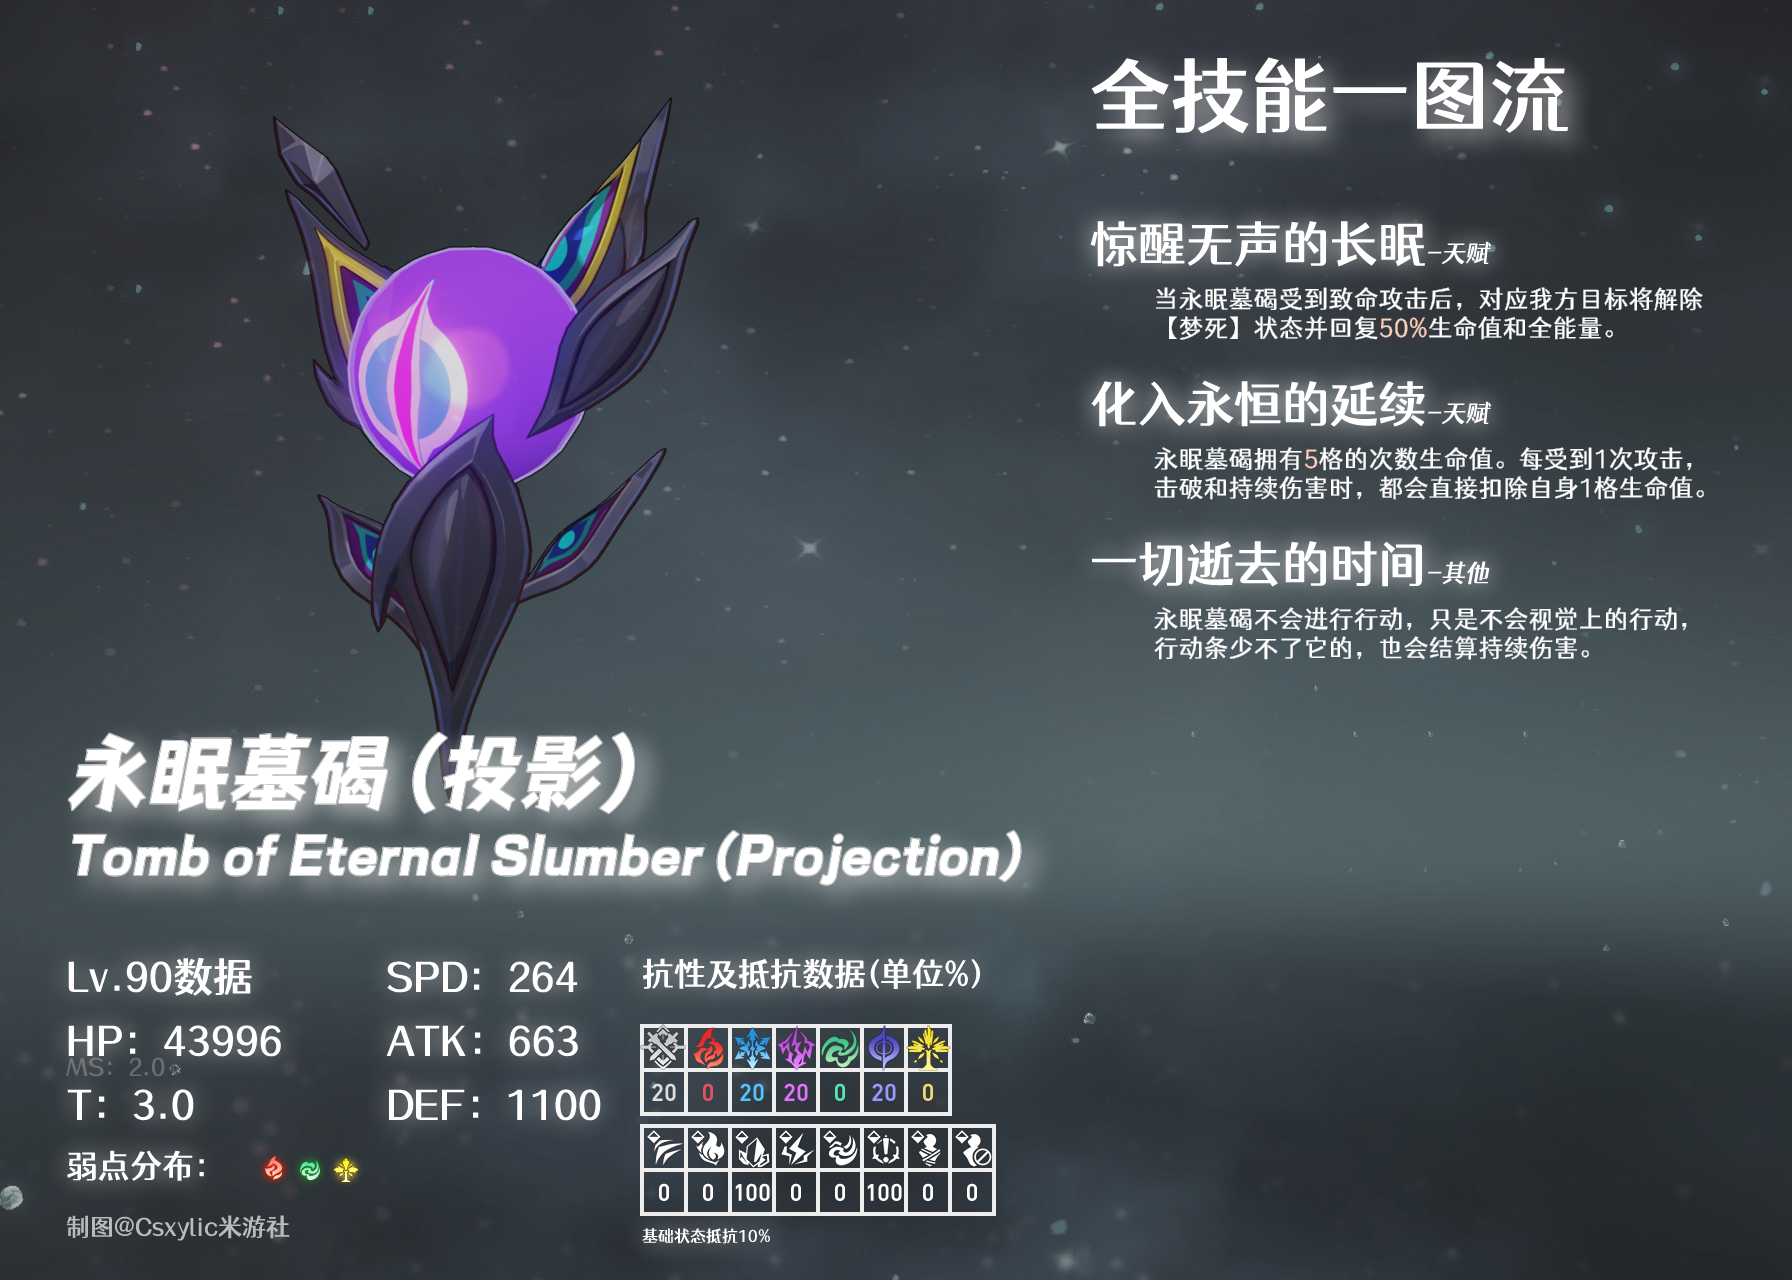 全技能一图流
惊醒无声的长眠-天赋
当永眠墓碣受到致命攻击后，对应我方目标将解除
【梦死】状态并回复50%生命值和全能量。
化入永恒的延续-天赋
永眠墓碣拥有5格的次数生命值。每受到1次攻击，
击破和持续伤害时，都会直接扣除自身1格生命值。
一切逝去的时间-其他
永眠墓碣不会进行行动，只是不会视觉上的行动，
行动条少不了它的，也会结算持续伤害。
永眠墓碣（投影）
Tomb of Eternal Slumber (Projection)
Lv.90数据
SPD：264
HP：43996
ATK：663
MS：2.0
T：3.0
DEF：1100
弱点分布：
制图@Csxylic米游社
抗性及抵抗数据(单位%)
20 0 20 20 0 20 0
0 0 100 0 0 100 0 0
基础状态抵抗10%